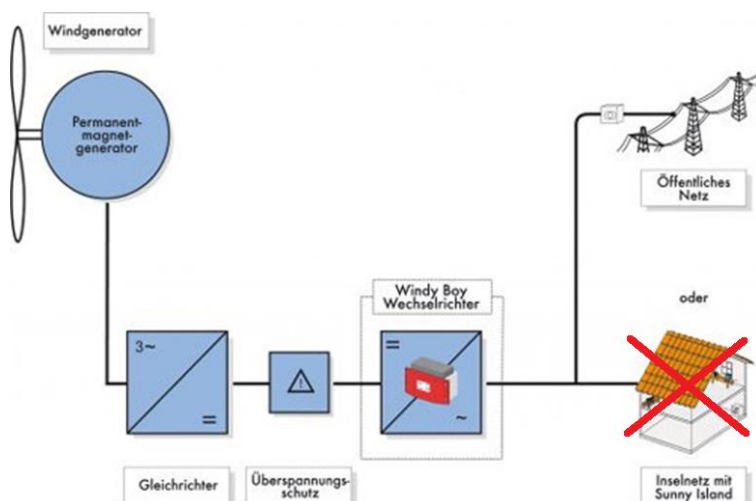 Windgenerator
Permanent-
magnet-
generator
Öffentliches
Netz
Windy Boy
Wechselrichter
oder
3~
=
=
~
Gleichrichter
Überspannungs-
schutz
Inselnetz mit
Sunny Island